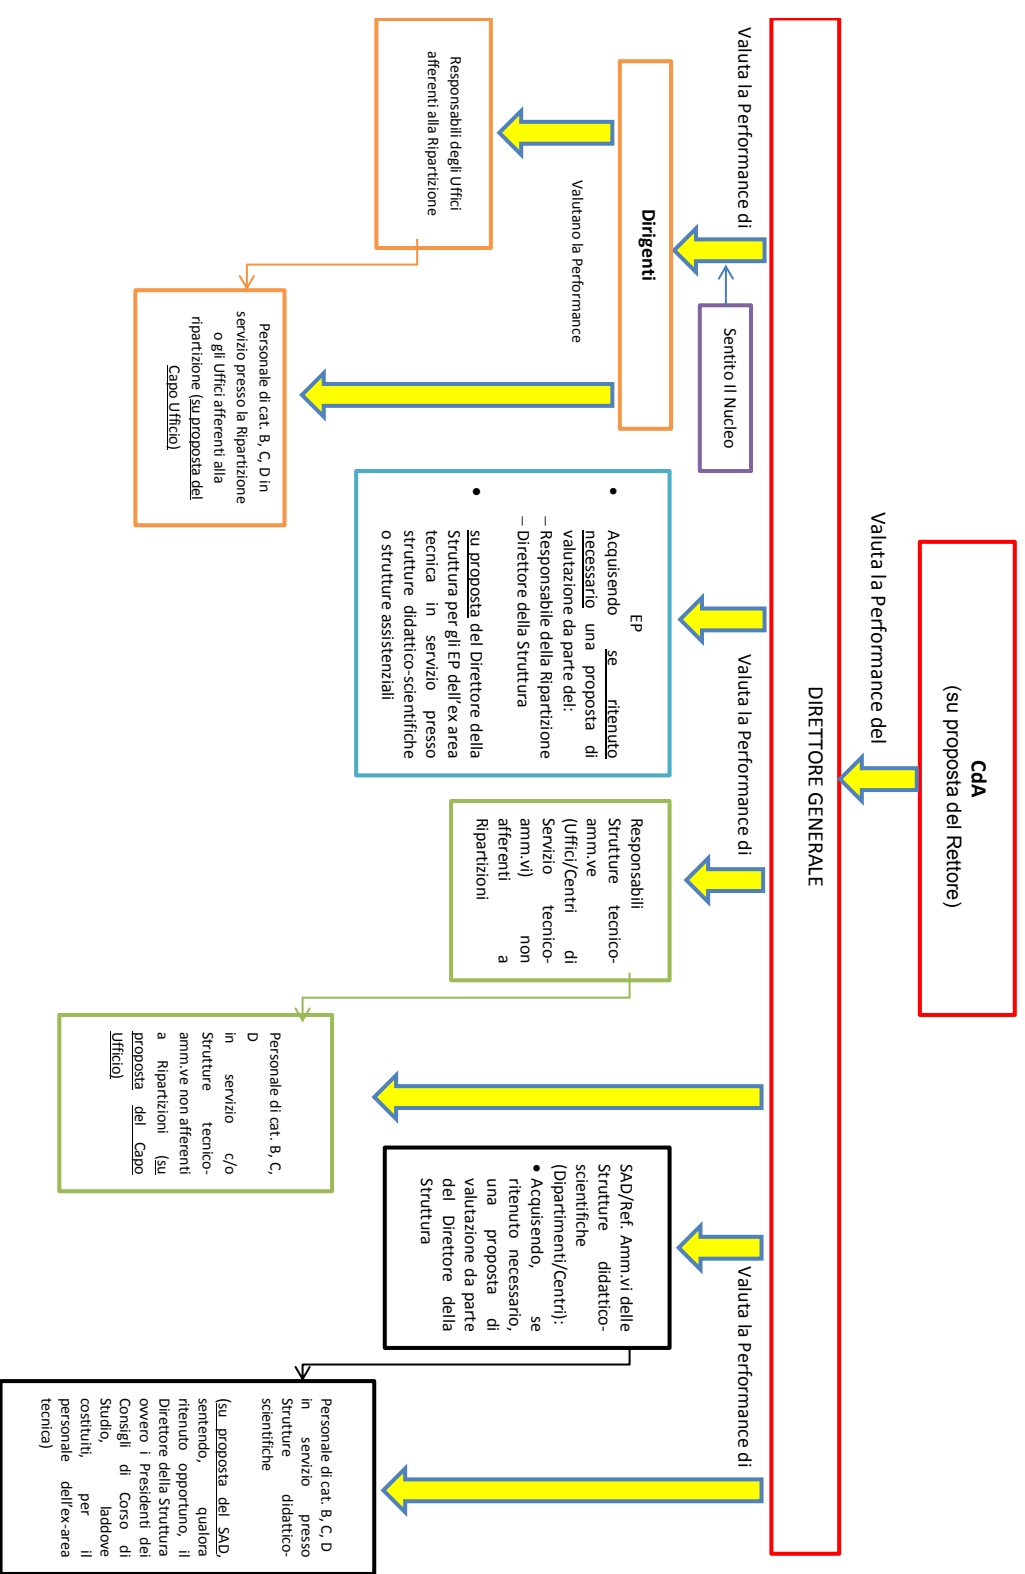 CdA
(su proposta del Rettore)
Valuta la Performance del
DIRETTORE GENERALE
Valuta la Performance di
Sentito Il Nucleo
Dirigenti
Valutano la Performance
Responsabili degli Uffici
afferenti alla Ripartizione
Personale di cat. B, C, D in
servizio presso la Ripartizione
o gli Uffici afferenti alla
ripartizione (su proposta del
Capo Ufficio)
Valuta la Performance di
EP
• Acquisendo se ritenuto
necessario una proposta di
valutazione da parte del:
– Responsabile della Ripartizione
– Direttore della Struttura
• su proposta del Direttore della
Struttura per gli EP dell’ex area
tecnica in servizio presso
strutture didattico-scientifiche
o strutture assistenziali
Responsabili
Strutture tecnico-
amm.ve
(Uffici/Centri di
Servizio tecnico-
amm.vi) non
afferenti a
Ripartizioni
Personale di cat. B, C,
D
in servizio c/o
Strutture tecnico-
amm.ve non afferenti
a Ripartizioni (su
proposta del Capo
Ufficio)
Valuta la Performance di
SAD/Ref. Amm.vi delle
Strutture didattico-
scientifiche
(Dipartimenti/Centri):
• Acquisendo, se
ritenuto necessario,
una proposta di
valutazione da parte
del Direttore della
Struttura
Personale di cat. B, C, D
in servizio presso
Strutture didattico-
scientifiche
(su proposta del SAD,
sentendo, qualora
ritenuto opportuno, il
Direttore della Struttura
ovvero i Presidenti dei
Consigli di Corso di
Studio, laddove
costituiti, per il
personale dell’ex-area
tecnica)